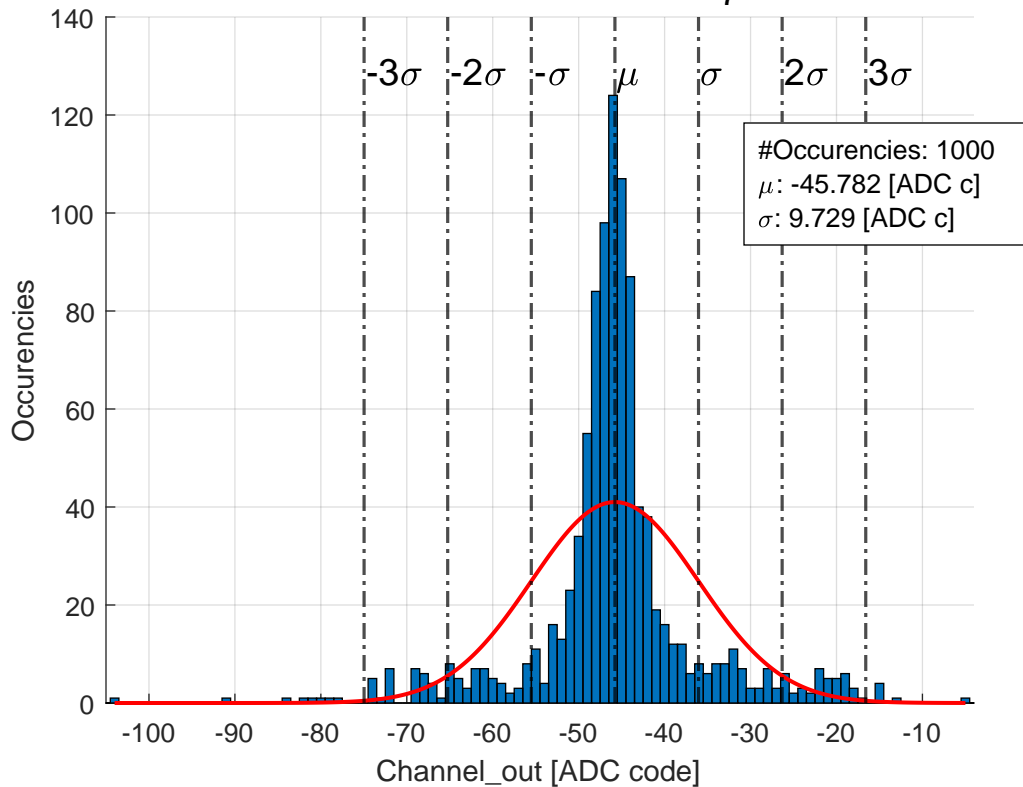 140
120
100
80
60
40
20
0
-3σ -2σ -σ μ σ 2σ 3σ
#Occurencies: 1000
μ: -45.782 [ADC c]
σ: 9.729 [ADC c]
Occurencies
-100 -90 -80 -70 -60 -50 -40 -30 -20 -10
Channel_out [ADC code]